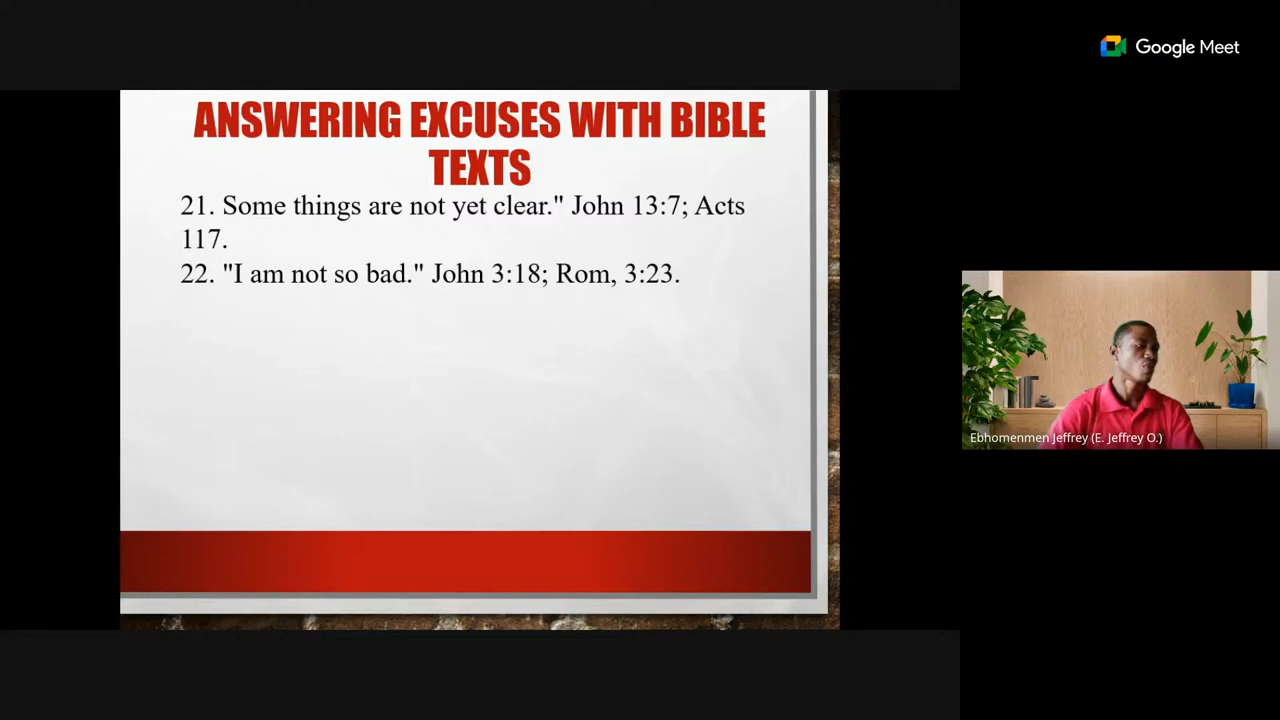 Google Meet
ANSWERING EXCUSES WITH BIBLE
TEXTS
21. Some things are not yet clear." John 13:7; Acts
117.
22. "I am not so bad." John 3:18; Rom, 3:23.
Ebhomenmen Jeffrey (E. Jeffrey O.)